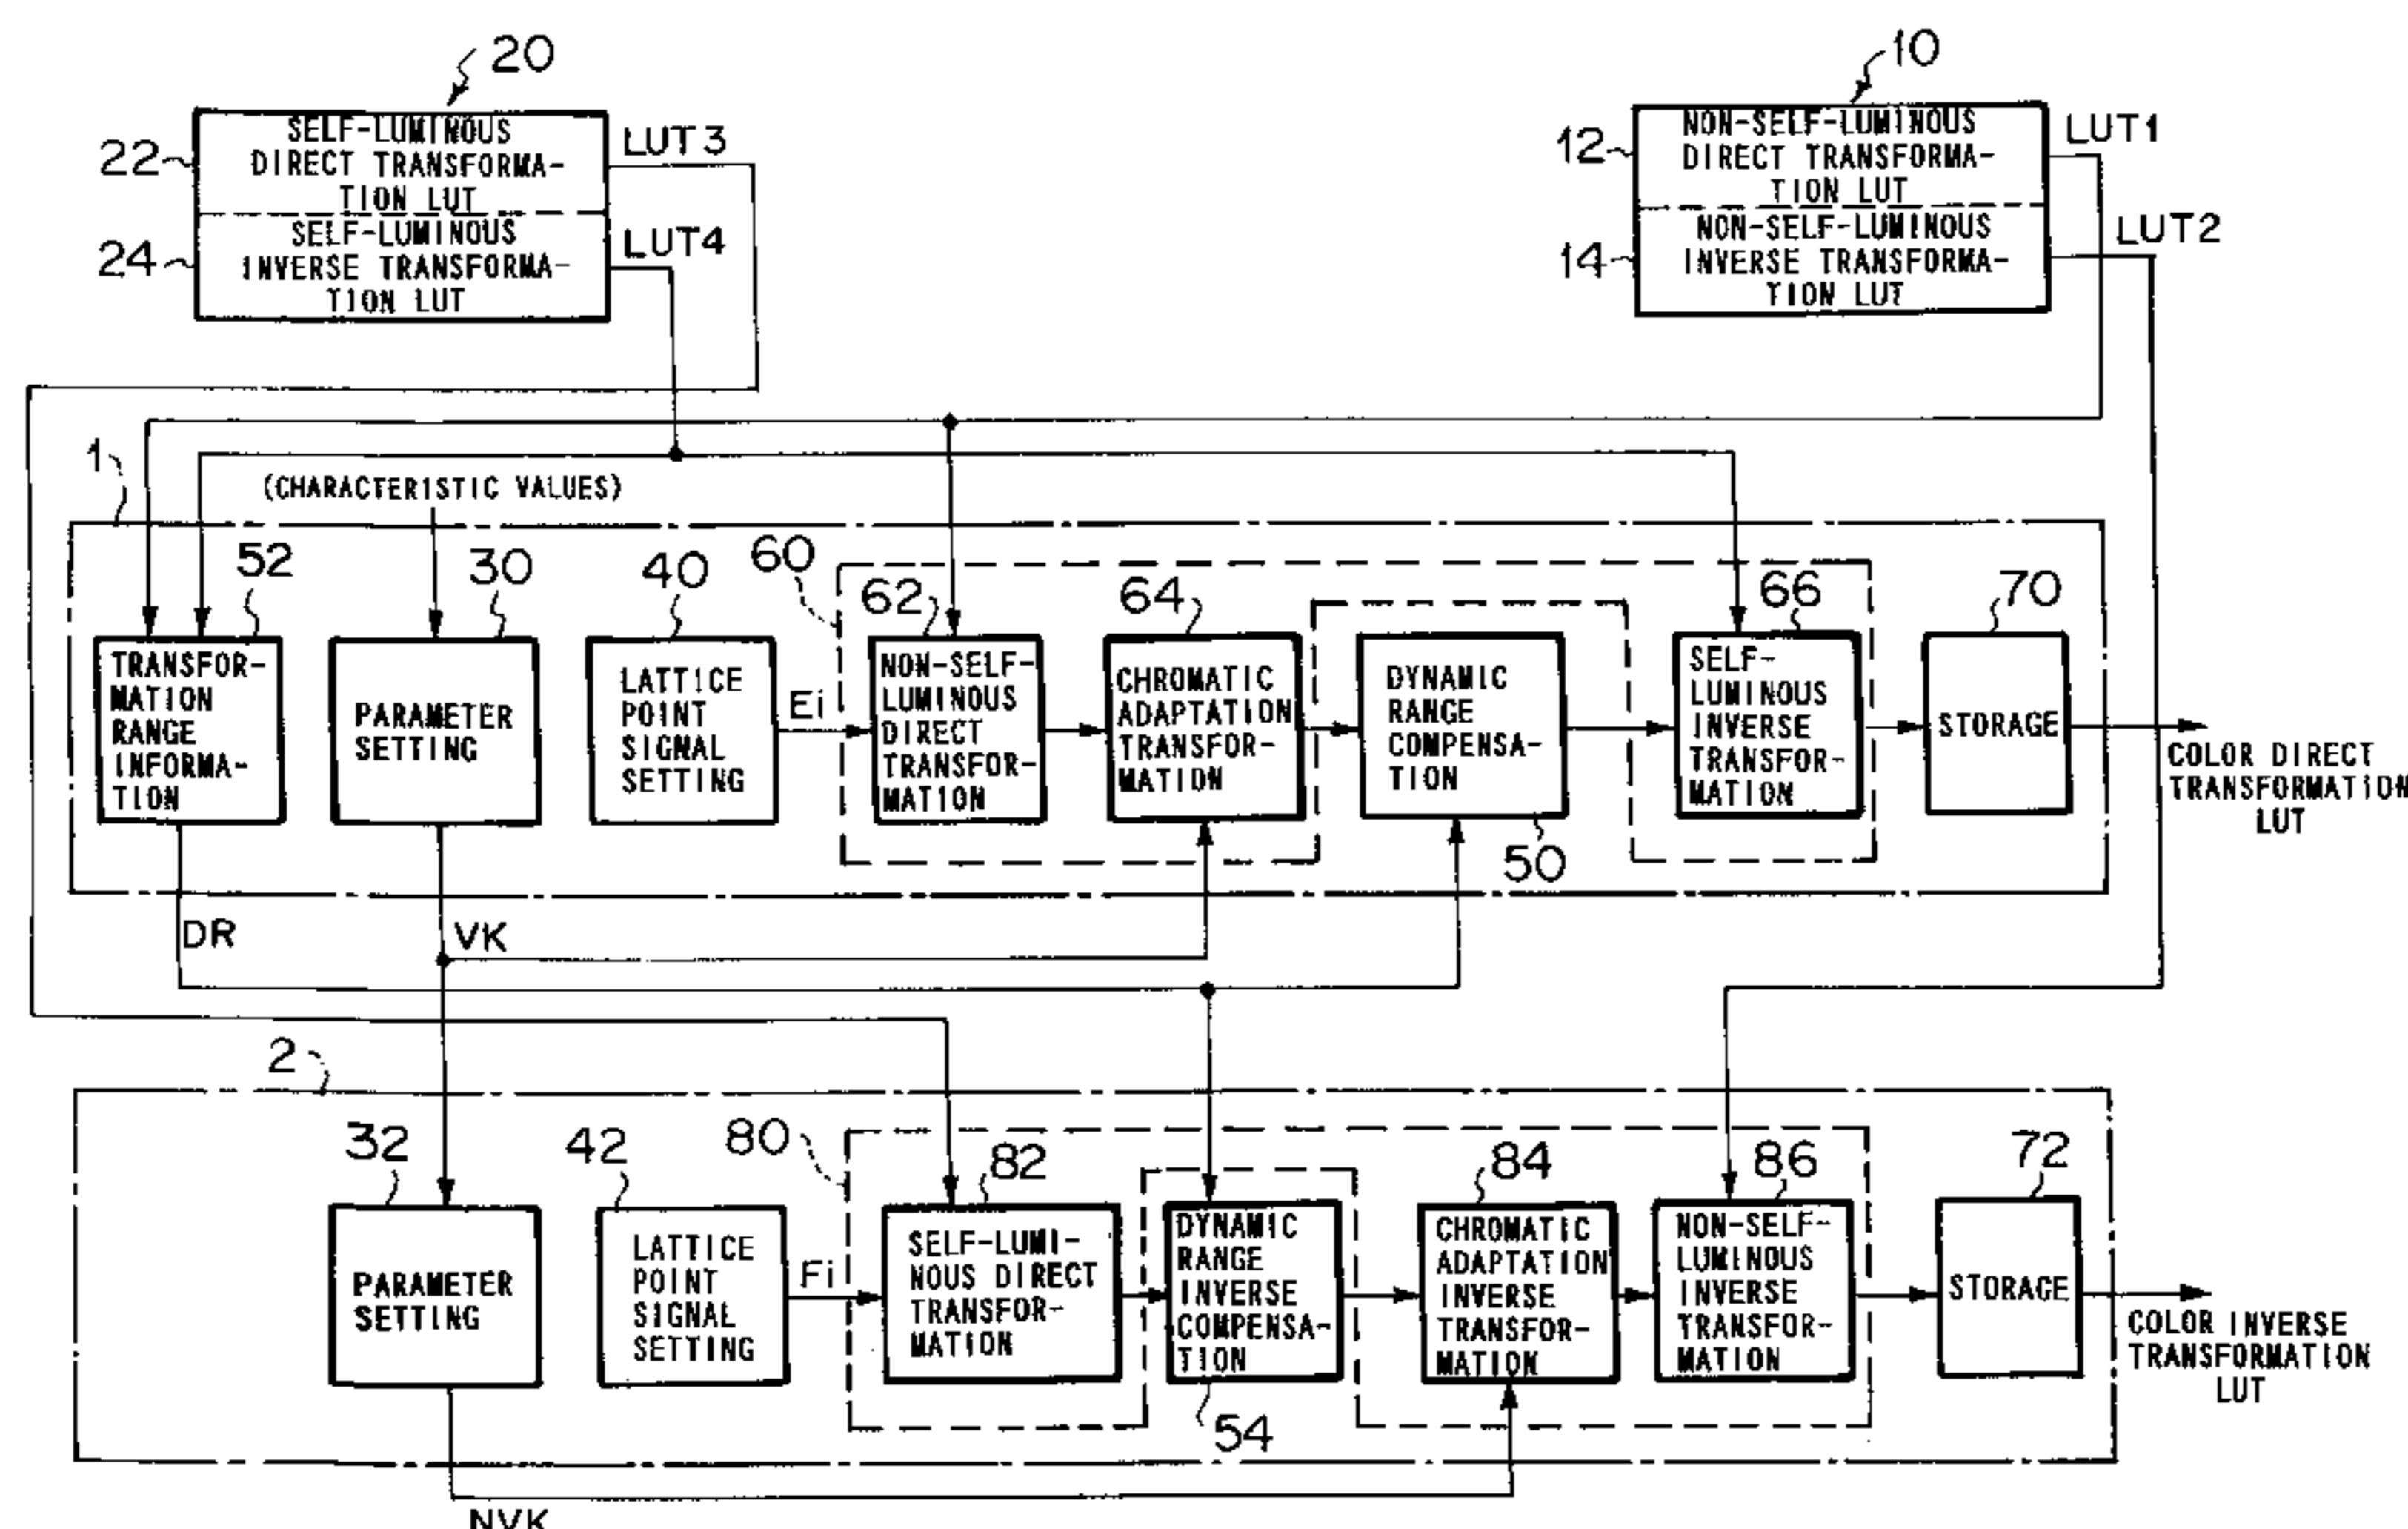 20
10
22
SELF-LUMINOUS
DIRECT TRANSFORMA-
TION LUT
LUT3
24
SELF-LUMINOUS
INVERSE TRANSFORMA-
TION LUT
LUT4
12
NON-SELF-LUMINOUS
DIRECT TRANSFORMA-
TION LUT
LUT1
14
NON-SELF-LUMINOUS
INVERSE TRANSFORMA-
TION LUT
LUT2
1
(CHARACTERISTIC VALUES)
52
TRANSFOR-
MATION
RANGE
INFORMA-
TION
30
PARAMETER
SETTING
40
LATTICE
POINT
SIGNAL
SETTING
Ei
60
62
NON-SELF-
LUMINOUS
DIRECT
TRANSFOR-
MATION
64
CHROMATIC
ADAPTATION
TRANSFOR-
MATION
DYNAMIC
RANGE
COMPENSA-
TION
50
66
SELF-
LUMINOUS
INVERSE
TRANSFOR-
MATION
70
STORAGE
COLOR DIRECT
TRANSFORMATION
LUT
DR
VK
2
32
PARAMETER
SETTING
42
LATTICE
POINT
SIGNAL
SETTING
Fi
80
82
SELF-LUMI-
NOUS DIRECT
TRANSFOR-
MATION
DYNAMIC
RANGE
INVERSE
COMPENSA-
TION
54
84
CHROMATIC
ADAPTATION
INVERSE
TRANSFOR-
MATION
86
NON-SELF-
LUMINOUS
INVERSE
TRANSFOR-
MATION
72
STORAGE
COLOR INVERSE
TRANSFORMATION
LUT
NVK